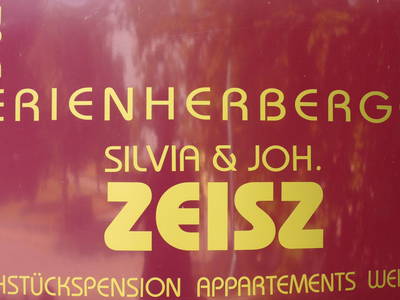 ERIENHERBERG
SILVIA & JOH.
ZEISZ
HSTÜCKSPENSION APPARTEMENTS WE